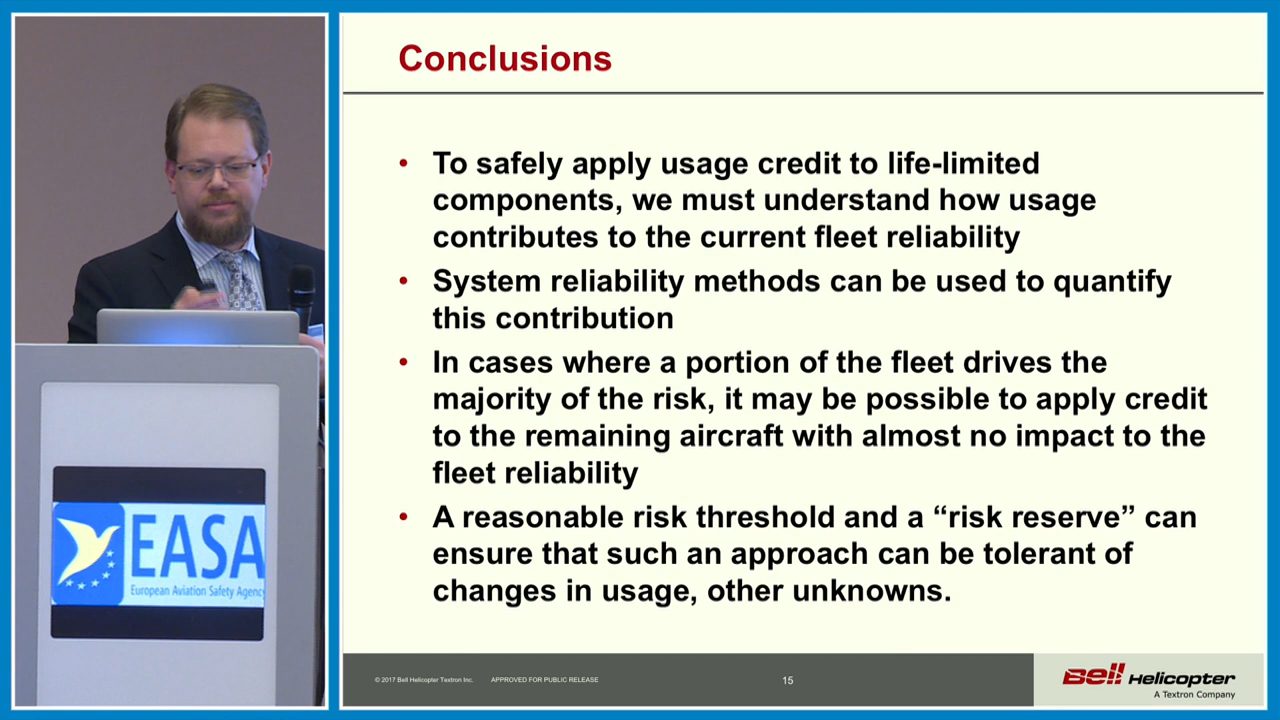 Conclusions
• To safely apply usage credit to life-limited
components, we must understand how usage
contributes to the current fleet reliability
• System reliability methods can be used to quantify
this contribution
• In cases where a portion of the fleet drives the
majority of the risk, it may be possible to apply credit
to the remaining aircraft with almost no impact to the
fleet reliability
• A reasonable risk threshold and a “risk reserve” can
ensure that such an approach can be tolerant of
changes in usage, other unknowns.
EASA
European Aviation Safety Agency
© 2017 Bell Helicopter Textron Inc. APPROVED FOR PUBLIC RELEASE
15
Bell Helicopter
A Textron Company